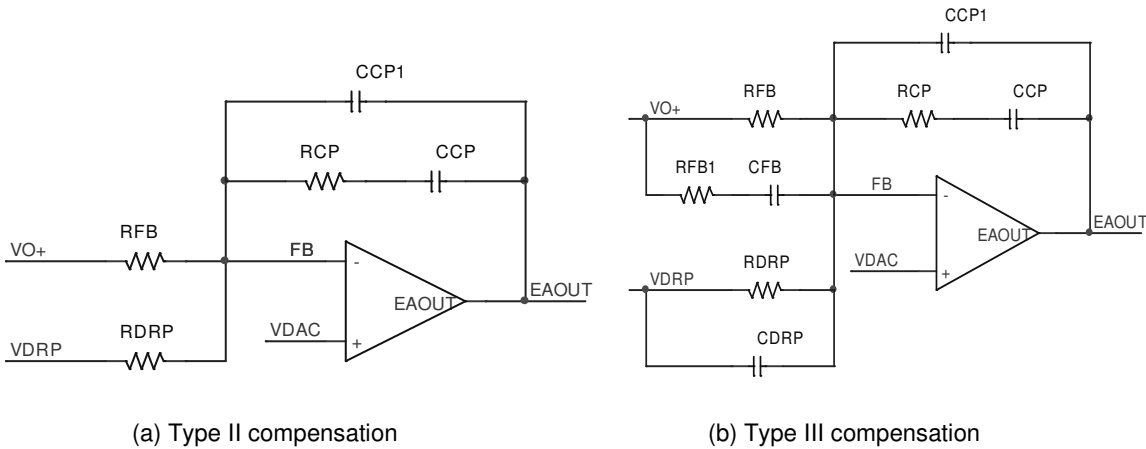 CCP1
RCP
CCP
RFB
VO+
FB
-
EAOUT
EAOUT
RDRP
VDAC
+
VDRP
(a) Type II compensation
CCP1
RFB
RCP
CCP
VO+
RFB1
CFB
FB
-
EAOUT
EAOUT
RDRP
VDAC
+
VDRP
CDRP
(b) Type III compensation